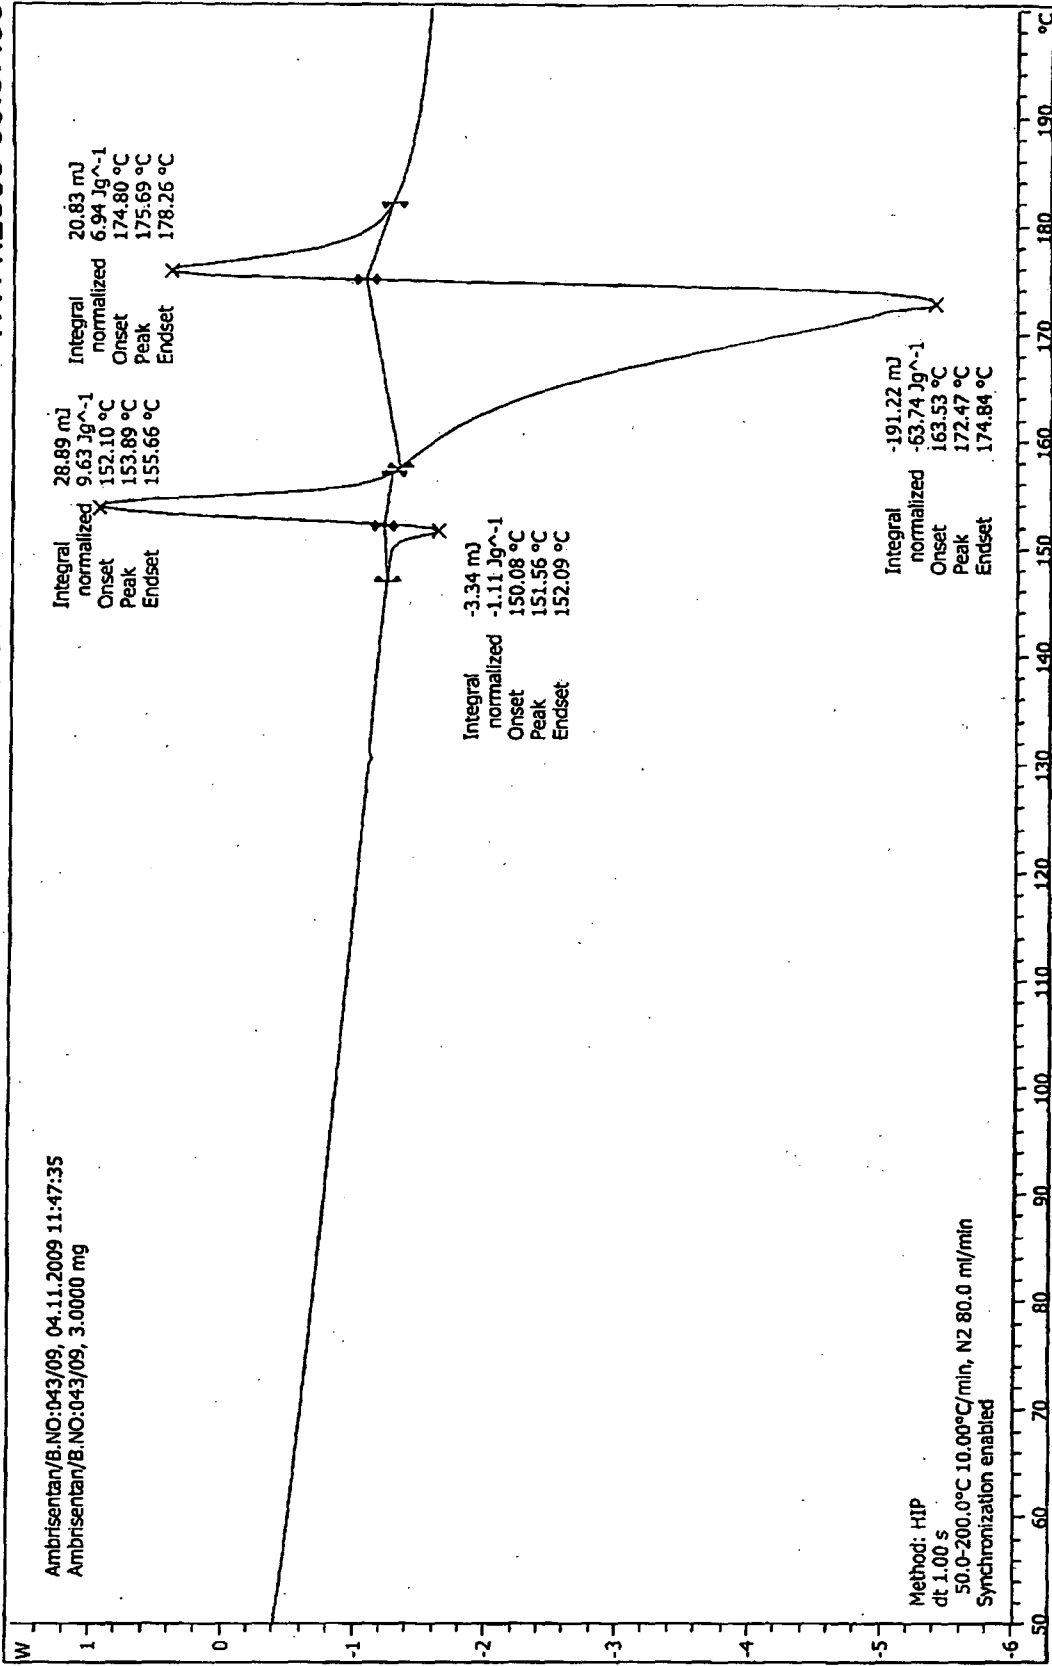 Ambrisentan/B.NO:043/09, 04.11.2009 11:47:35
Ambrisentan/B.NO:043/09, 3.0000 mg
Integral 28.89 mJ
normalized 9.63 Jg^-1
Onset 152.10 °C
Peak 153.89 °C
Endset 155.66 °C
Integral 20.83 mJ
normalized 6.94 Jg^-1
Onset 174.80 °C
Peak 175.69 °C
Endset 178.26 °C
Integral -3.34 mJ
normalized -1.11 Jg^-1
Onset 150.08 °C
Peak 151.56 °C
Endset 152.09 °C
Integral -191.22 mJ
normalized -63.74 Jg^-1
Onset 163.53 °C
Peak 172.47 °C
Endset 174.84 °C
Method: HIP
dt 1.00 s
50.0-200.0°C 10.00°C/min, N2 80.0 ml/min
Synchronization enabled
W
1
0
-1
-2
-3
-4
-5
-6
50 60 70 80 90 100 110 120 130 140 150 160 170 180 190 °C